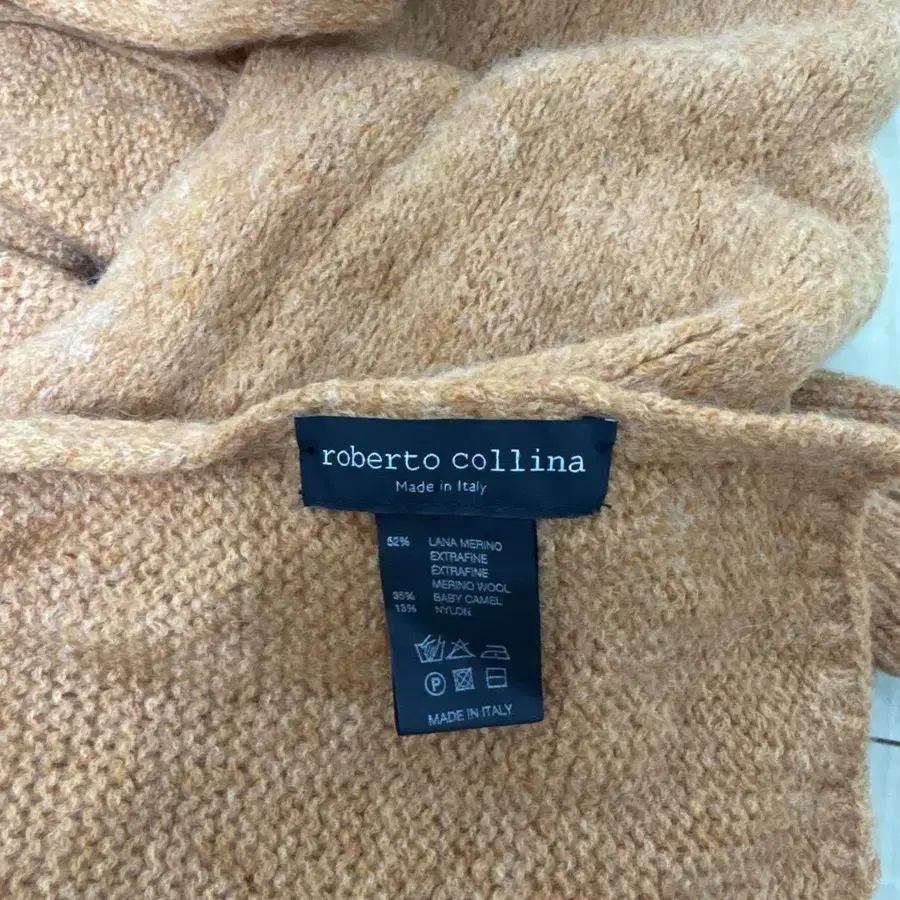 roberto collina
Made in Italy
52% LANA MERINO
EXTRAFINE
EXTRAFINE
MERINO WOOL
35% BABY CAMEL
13% NYLON
P
MADE IN ITALY